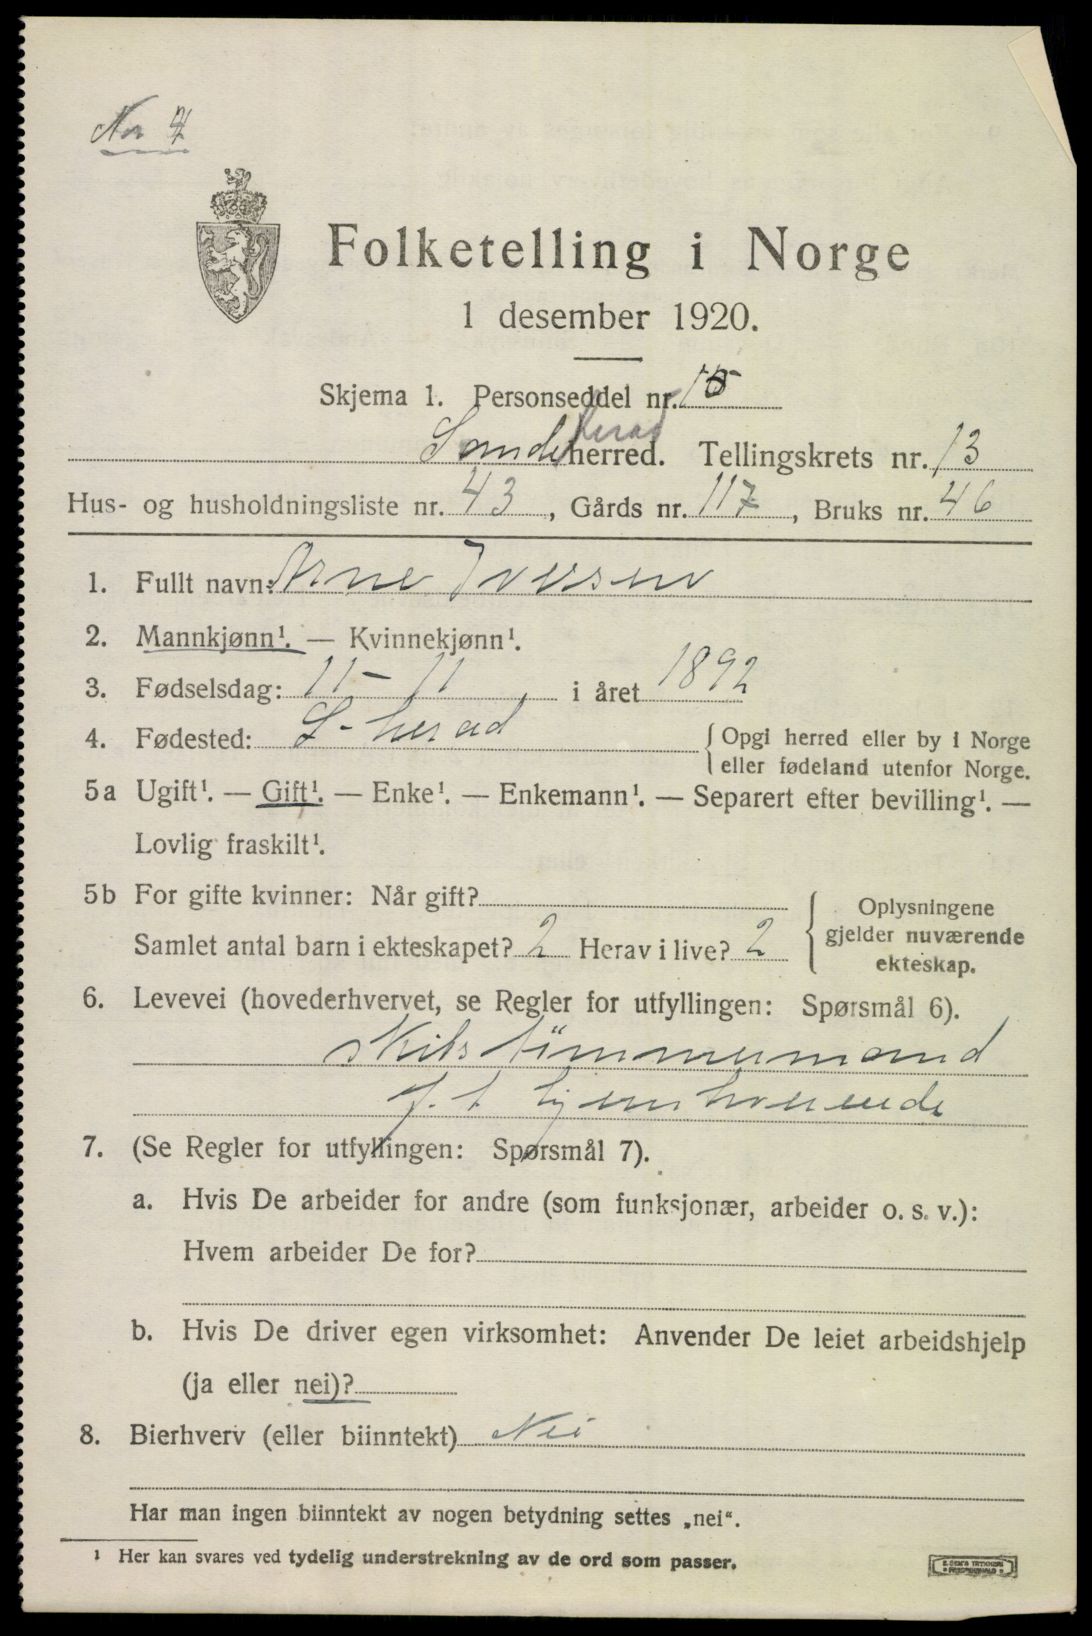 No 7
Folketelling i Norge
1 desember 1920.
Skjema 1. Personseddel nr.
Sandeherad herred. Tellingskrets nr. 13
Hus- og husholdningsliste nr. 43, Gårds nr. 117, Bruks nr. 46
1. Fullt navn: Arne Iversen
2. Mannkjønn¹. — Kvinnekjønn¹.
3. Fødselsdag: 11 - 11, i året 1892
4. Fødested: S-herad { Opgi herred eller by i Norge
eller fødeland utenfor Norge.
5a Ugift¹. — Gift¹. — Enke¹. — Enkemann¹. — Separert efter bevilling¹. —
Lovlig fraskilt¹.
5b For gifte kvinner: Når gift?
Samlet antal barn i ekteskapet? 2 Herav i live? 2
{ Oplysningene
gjelder nuværende
ekteskap.
6. Levevei (hovederhvervet, se Regler for utfyllingen: Spørsmål 6).
Skibstømmermand
f. t. hjemværende
7. (Se Regler for utfyllingen: Spørsmål 7).
a. Hvis De arbeider for andre (som funksjonær, arbeider o. s. v.):
Hvem arbeider De for?
b. Hvis De driver egen virksomhet: Anvender De leiet arbeidshjelp
(ja eller nei)?
8. Bierhverv (eller biinntekt) Nei
Har man ingen biinntekt av nogen betydning settes „nei“.
¹ Her kan svares ved tydelig understrekning av de ord som passer.